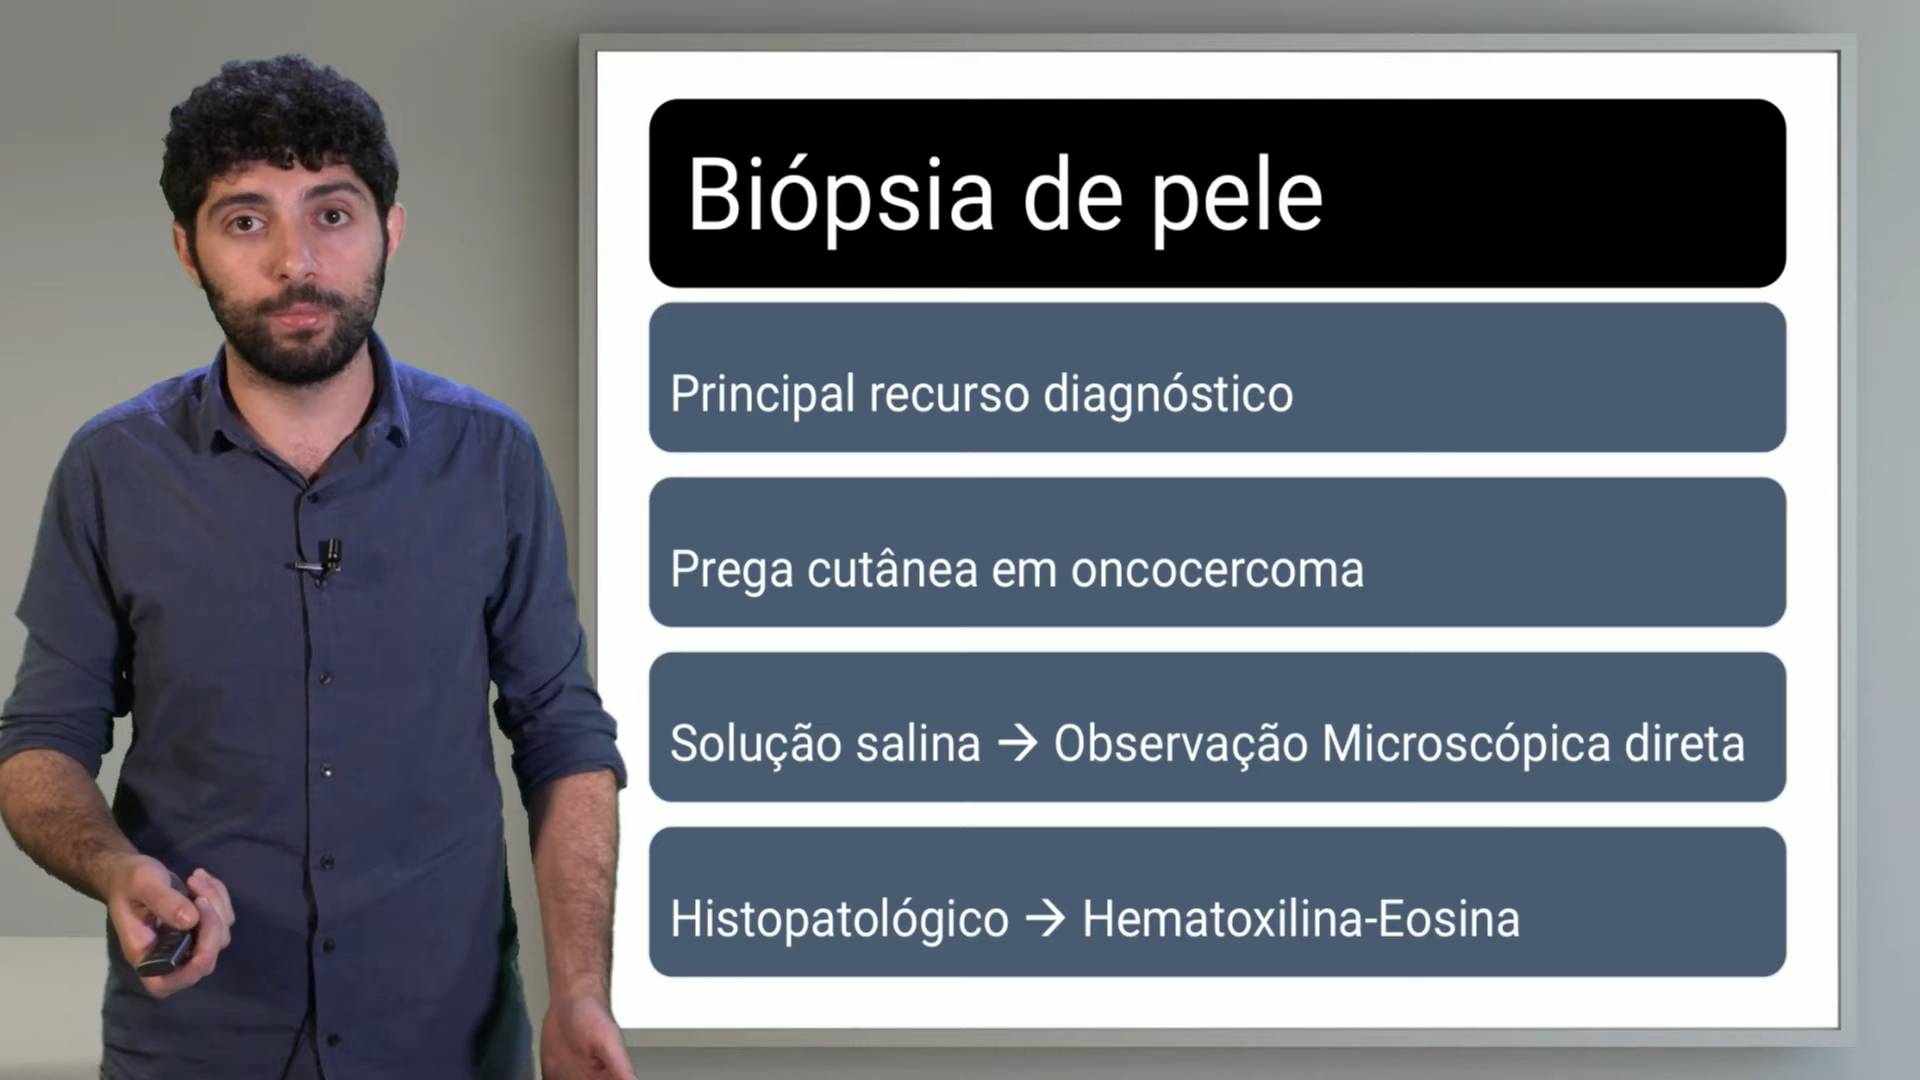 Biópsia de pele
Principal recurso diagnóstico
Prega cutânea em oncocercoma
Solução salina → Observação Microscópica direta
Histopatológico → Hematoxilina-Eosina